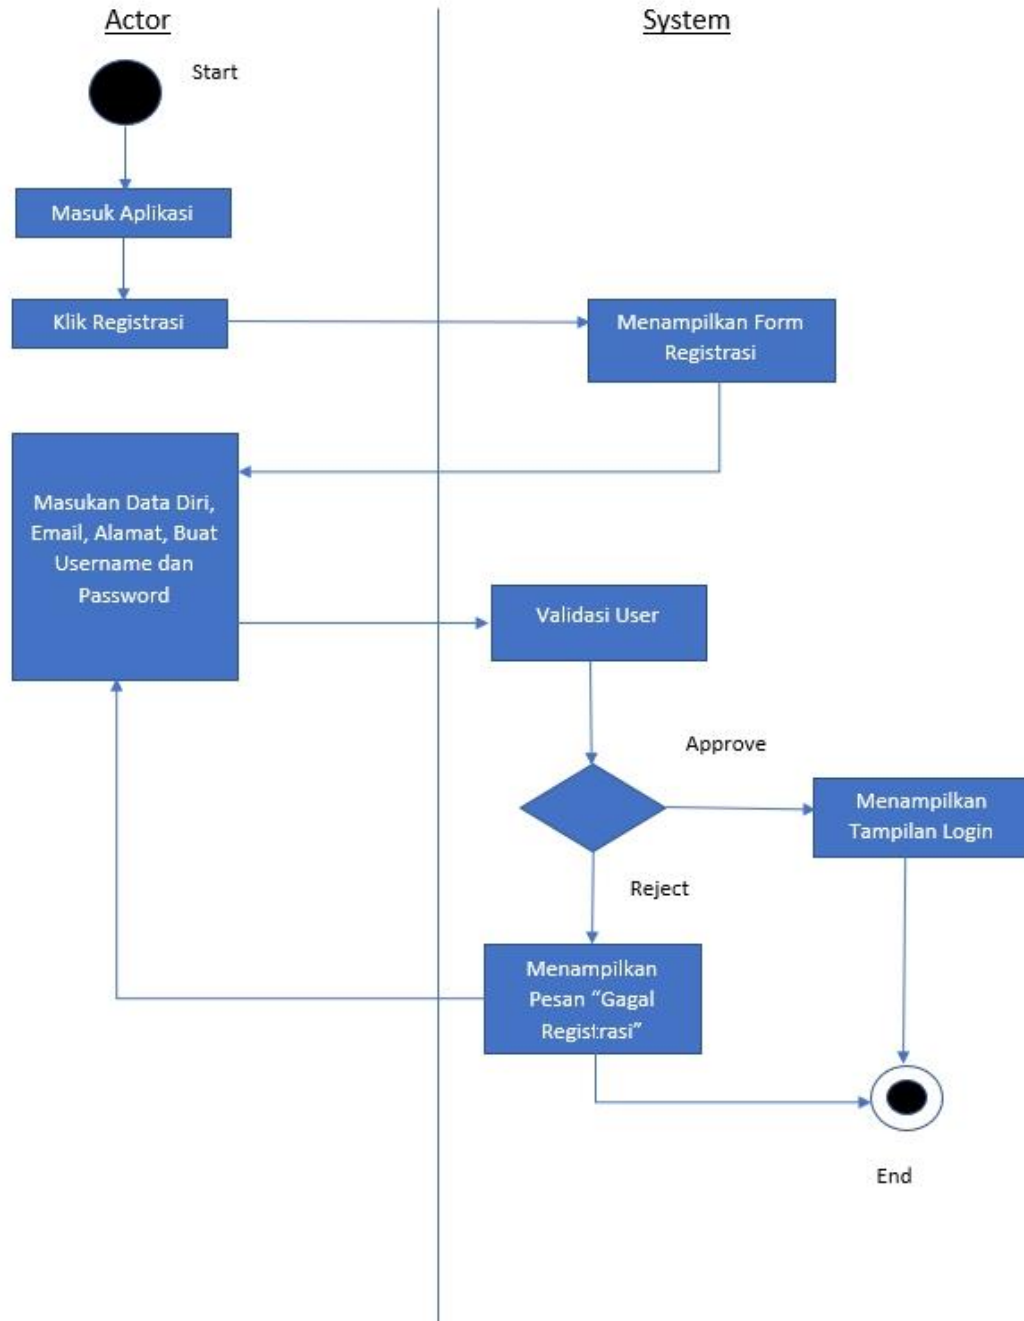 Actor
System
Start
Masuk Aplikasi
Klik Registrasi
Menampilkan Form
Registrasi
Masukan Data Diri,
Email, Alamat, Buat
Username dan
Password
Validasi User
Approve
Menampilkan
Tampilan Login
Reject
Menampilkan
Pesan “Gagal
Registrasi”
End